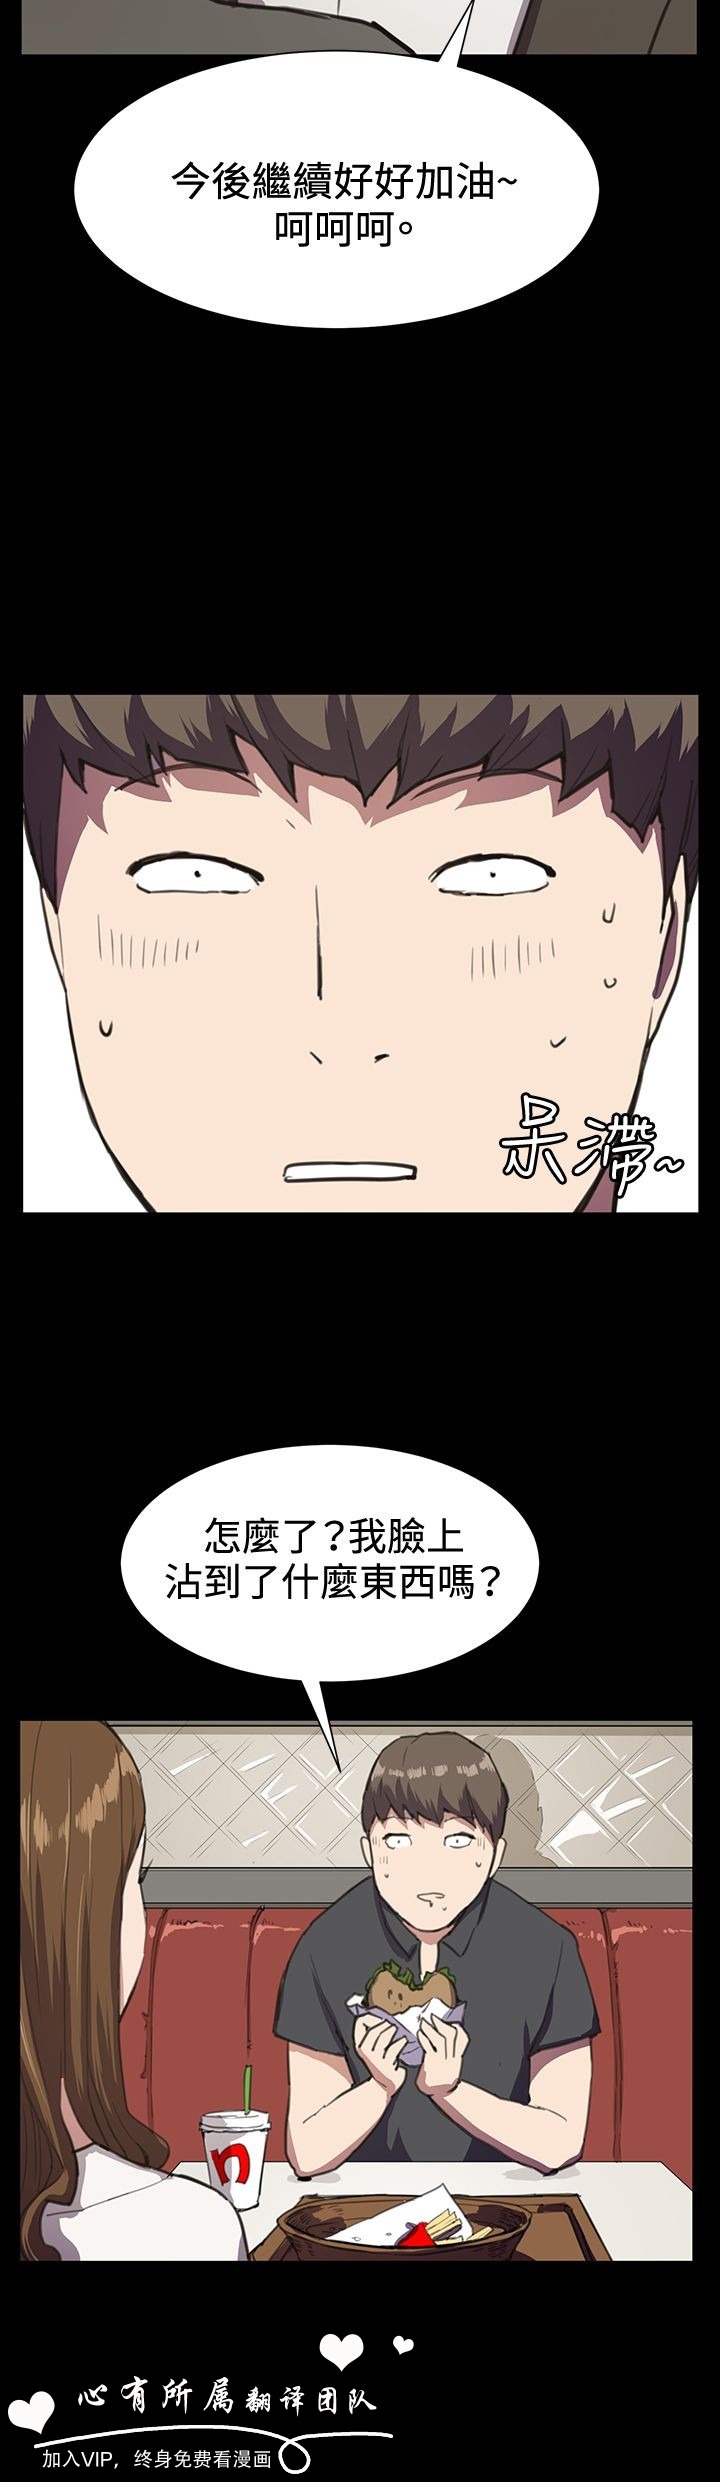 今後繼續好好加油~
呵呵呵。
呆滯~
怎麼了？我臉上
沾到了什麼東西嗎？
n
心有所属翻译团队
加入VIP，终身免费看漫画